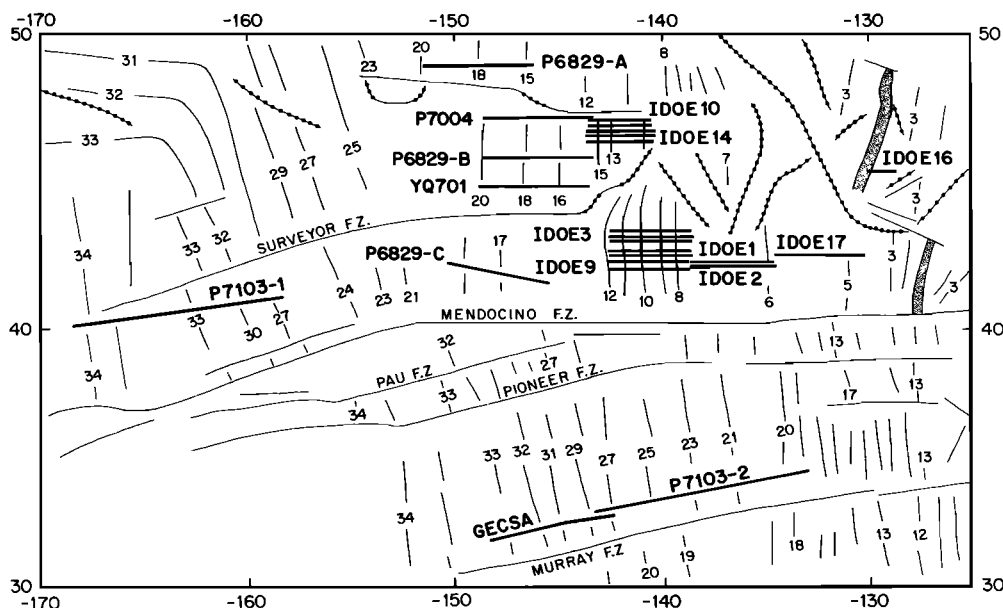 -170 -160 -150 -140 -130
50 50
31 20 18 15 P6829-A 8
23
32 12 IDOE10 3 3
P7004 IDOE14
33 25
27
29 P6829-B 13 7 IDOE16
15
YQ701 3
20 18 16
34 33 32 SURVEYOR F.Z. 17 IDOE3 IDOE1 IDOE17
P6829-C IDOE9 IDOE2 3
P7103-1 24 23 21 12 10 8 6 5 3
40 33 30 27 MENDOCINO F.Z. 40
32 13
34 PAU F.Z. 27
33 PIONEER F.Z. 13
34 17
33 32 31 29 27 25 23 21 20
P7103-2 13
34 GECSA
MURRAY F.Z. 19 18 13 12
20
30 30
-170 -160 -150 -140 -130